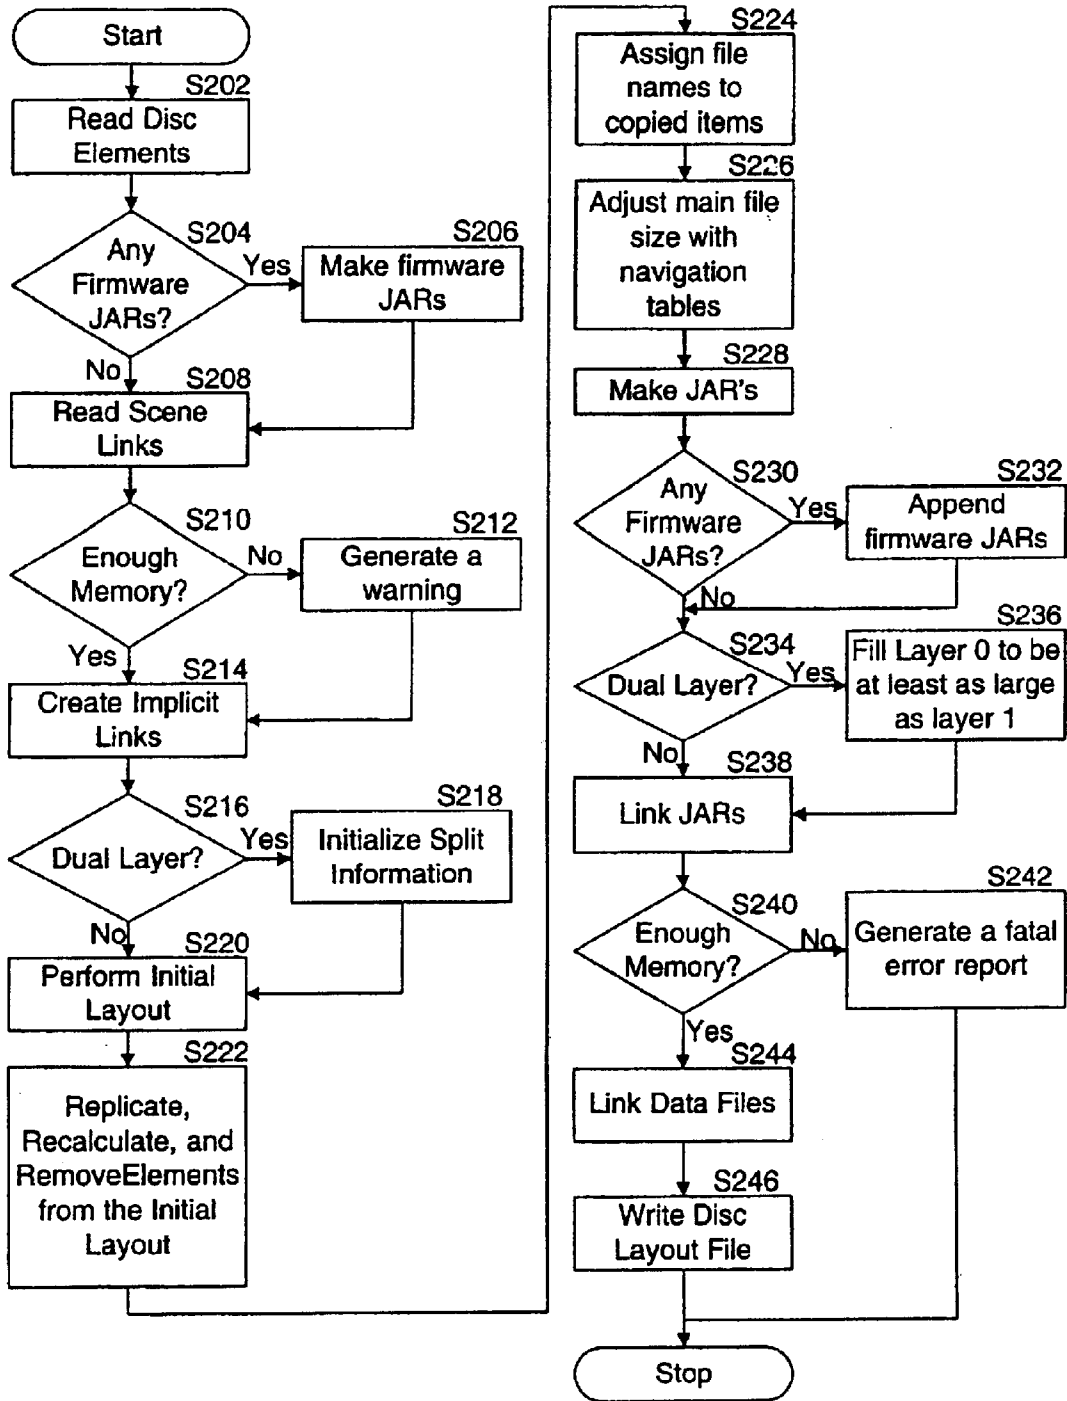 Start
S202
Read Disc
Elements
S204
Any
Firmware
JARs?
Yes
No
S206
Make firmware
JARs
S208
Read Scene
Links
S210
Enough
Memory?
No
Yes
S212
Generate a
warning
S214
Create Implicit
Links
S216
Dual Layer?
Yes
No
S218
Initialize Split
Information
S220
Perform Initial
Layout
S222
Replicate,
Recalculate, and
RemoveElements
from the Initial
Layout
S224
Assign file
names to
copied items
S226
Adjust main file
size with
navigation
tables
S228
Make JAR's
S230
Any
Firmware
JARs?
Yes
No
S232
Append
firmware JARs
S234
Dual Layer?
Yes
No
S236
Fill Layer 0 to be
at least as large
as layer 1
S238
Link JARs
S240
Enough
Memory?
No
Yes
S242
Generate a fatal
error report
S244
Link Data Files
S246
Write Disc
Layout File
Stop